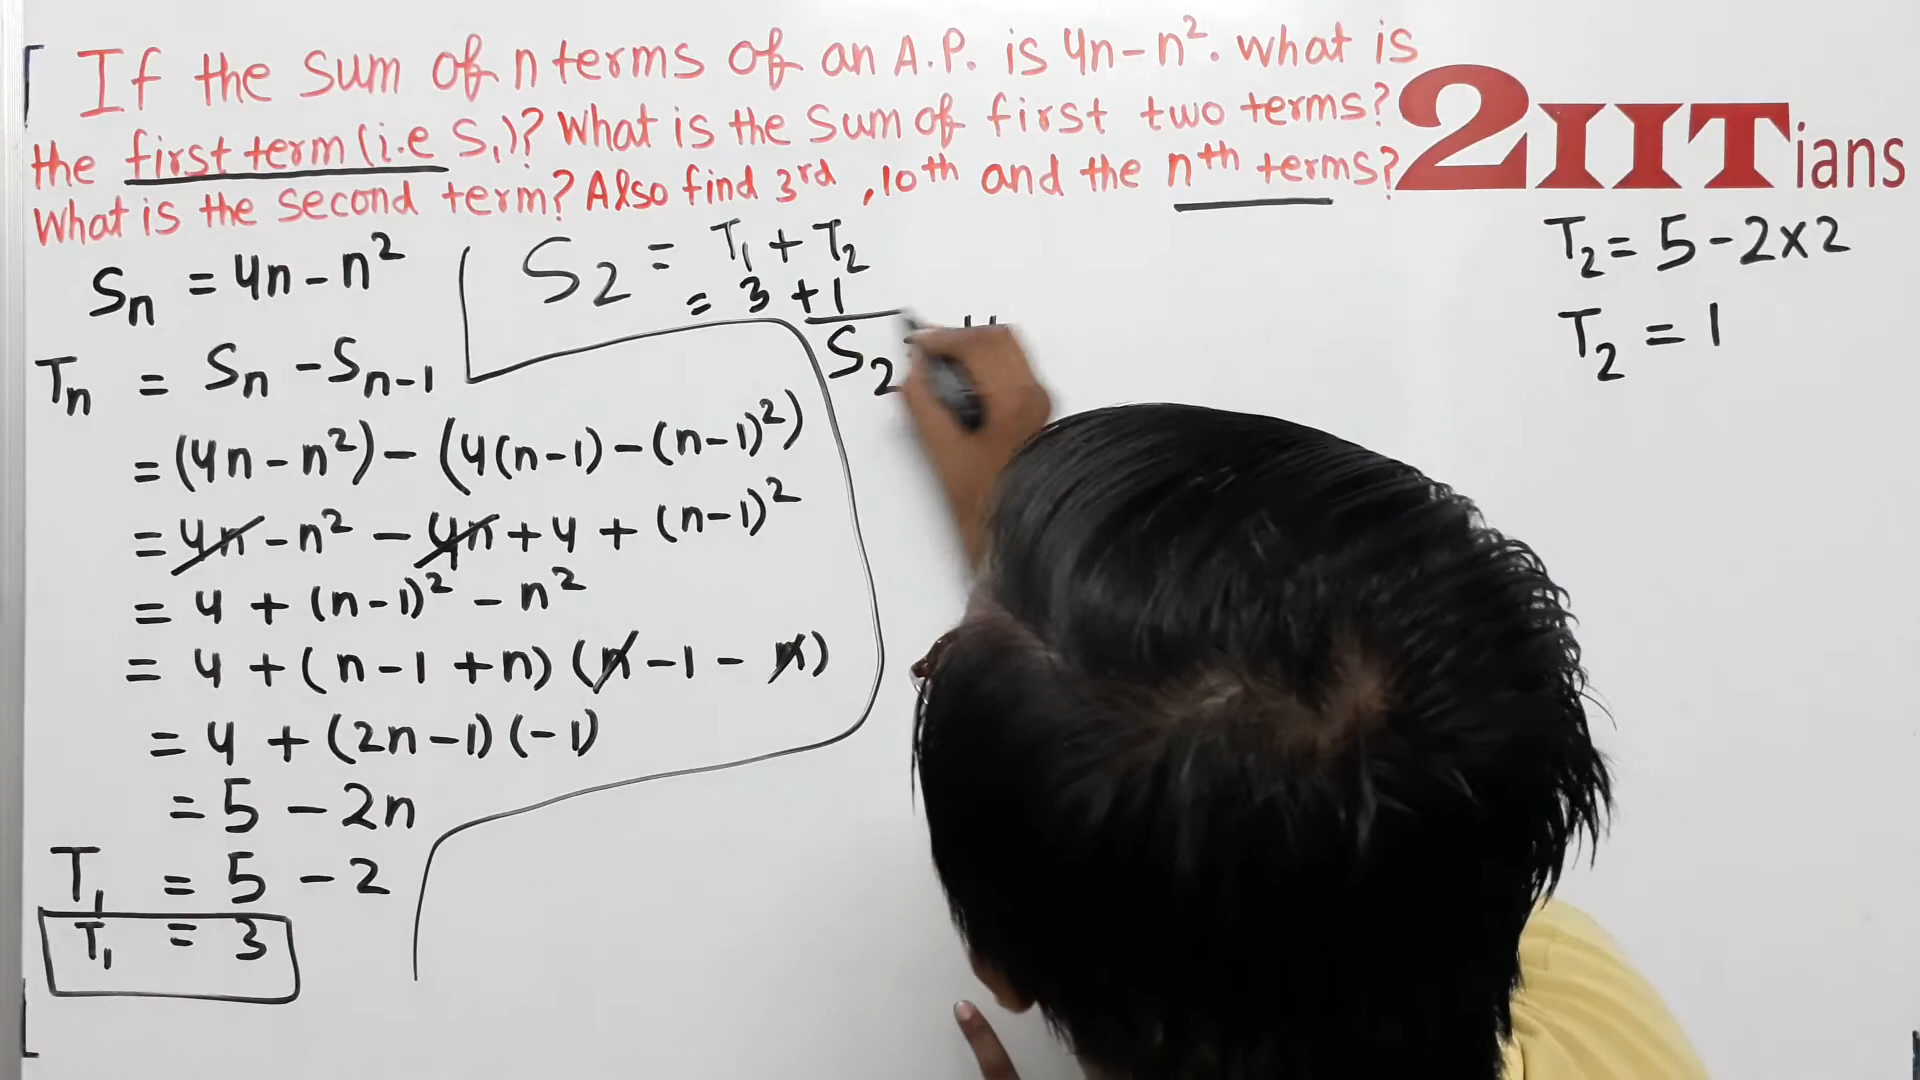 If the sum of n terms of an A.P. is 4n-n². what is
the first term (i.e S₁)? What is the sum of first two terms?
What is the second term? Also find 3rd, 10th and the nth terms?
2IITians
Sn = 4n-n²
Tn = Sn -Sn-1
=(4n-n²)-(4(n-1)-(n-1)²)
=4n-n²-4n+4+(n-1)²
= 4 + (n-1)² - n²
= 4 + (n-1+n)(n-1-n)
= 4 + (2n-1)(-1)
= 5 - 2n
T₁ = 5 - 2
T₁ = 3
S₂ = T₁ + T₂
= 3 + 1
S₂
T₂ = 5-2×2
T₂ = 1